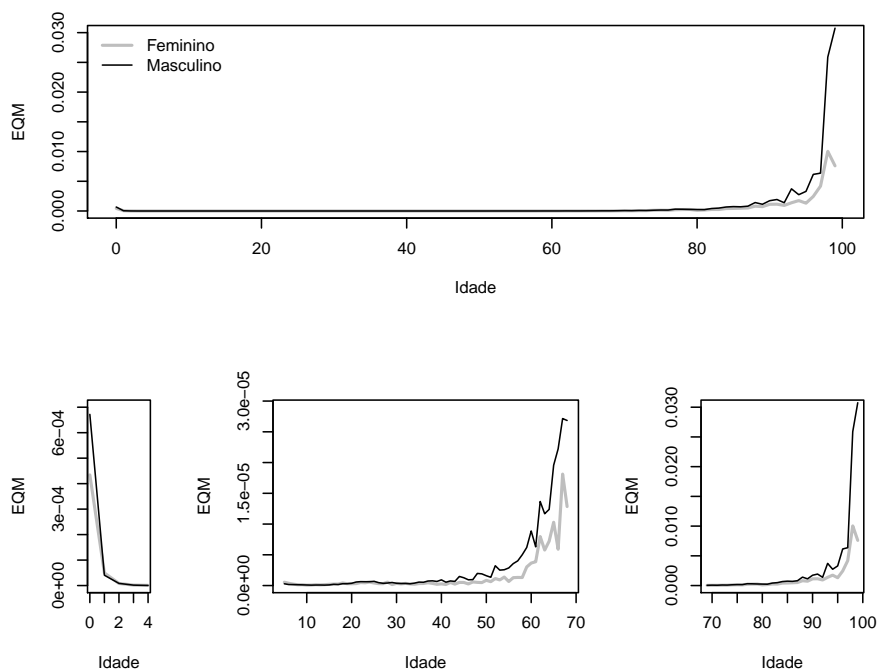 Feminino
Masculino
EQM
0.000
0.010
0.020
0.030
0 20 40 60 80 100
Idade
EQM
0e+00
3e-04
6e-04
0 2 4
Idade
EQM
0.0e+00
1.5e-05
3.0e-05
10 20 30 40 50 60 70
Idade
EQM
0.000
0.010
0.020
0.030
70 80 90 100
Idade